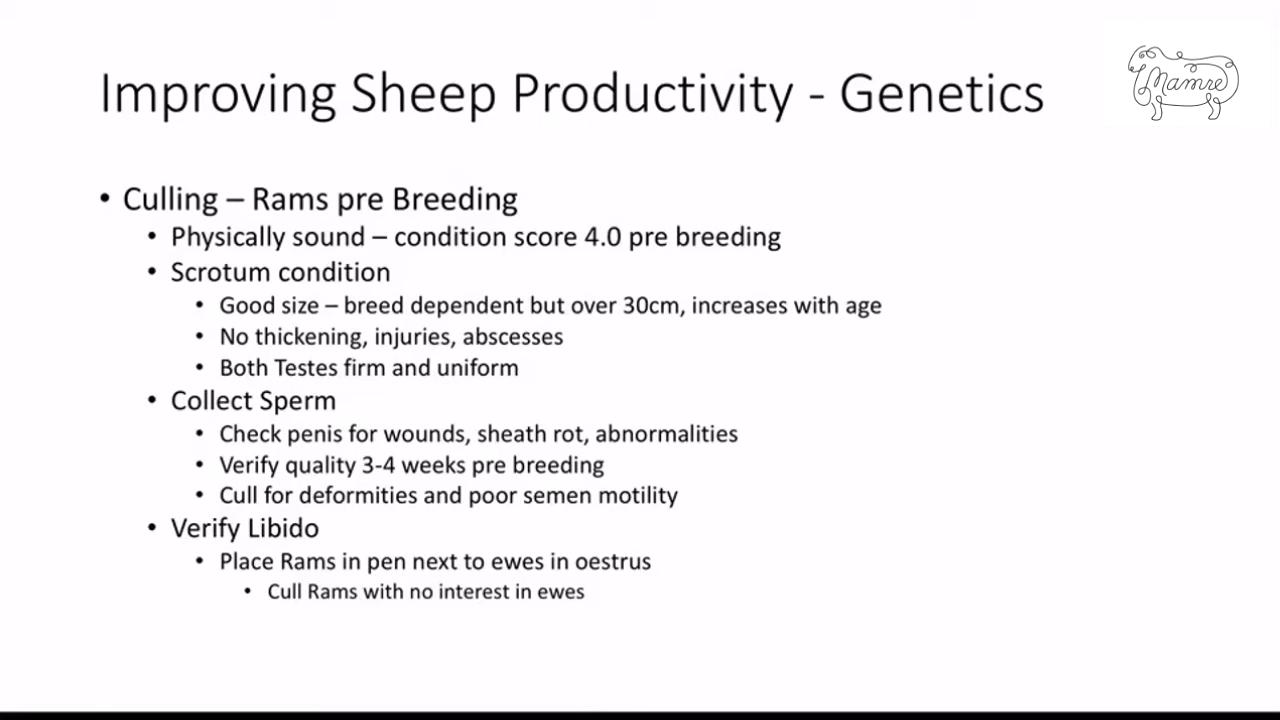 Improving Sheep Productivity - Genetics
Mamre
• Culling – Rams pre Breeding
• Physically sound – condition score 4.0 pre breeding
• Scrotum condition
• Good size – breed dependent but over 30cm, increases with age
• No thickening, injuries, abscesses
• Both Testes firm and uniform
• Collect Sperm
• Check penis for wounds, sheath rot, abnormalities
• Verify quality 3-4 weeks pre breeding
• Cull for deformities and poor semen motility
• Verify Libido
• Place Rams in pen next to ewes in oestrus
• Cull Rams with no interest in ewes